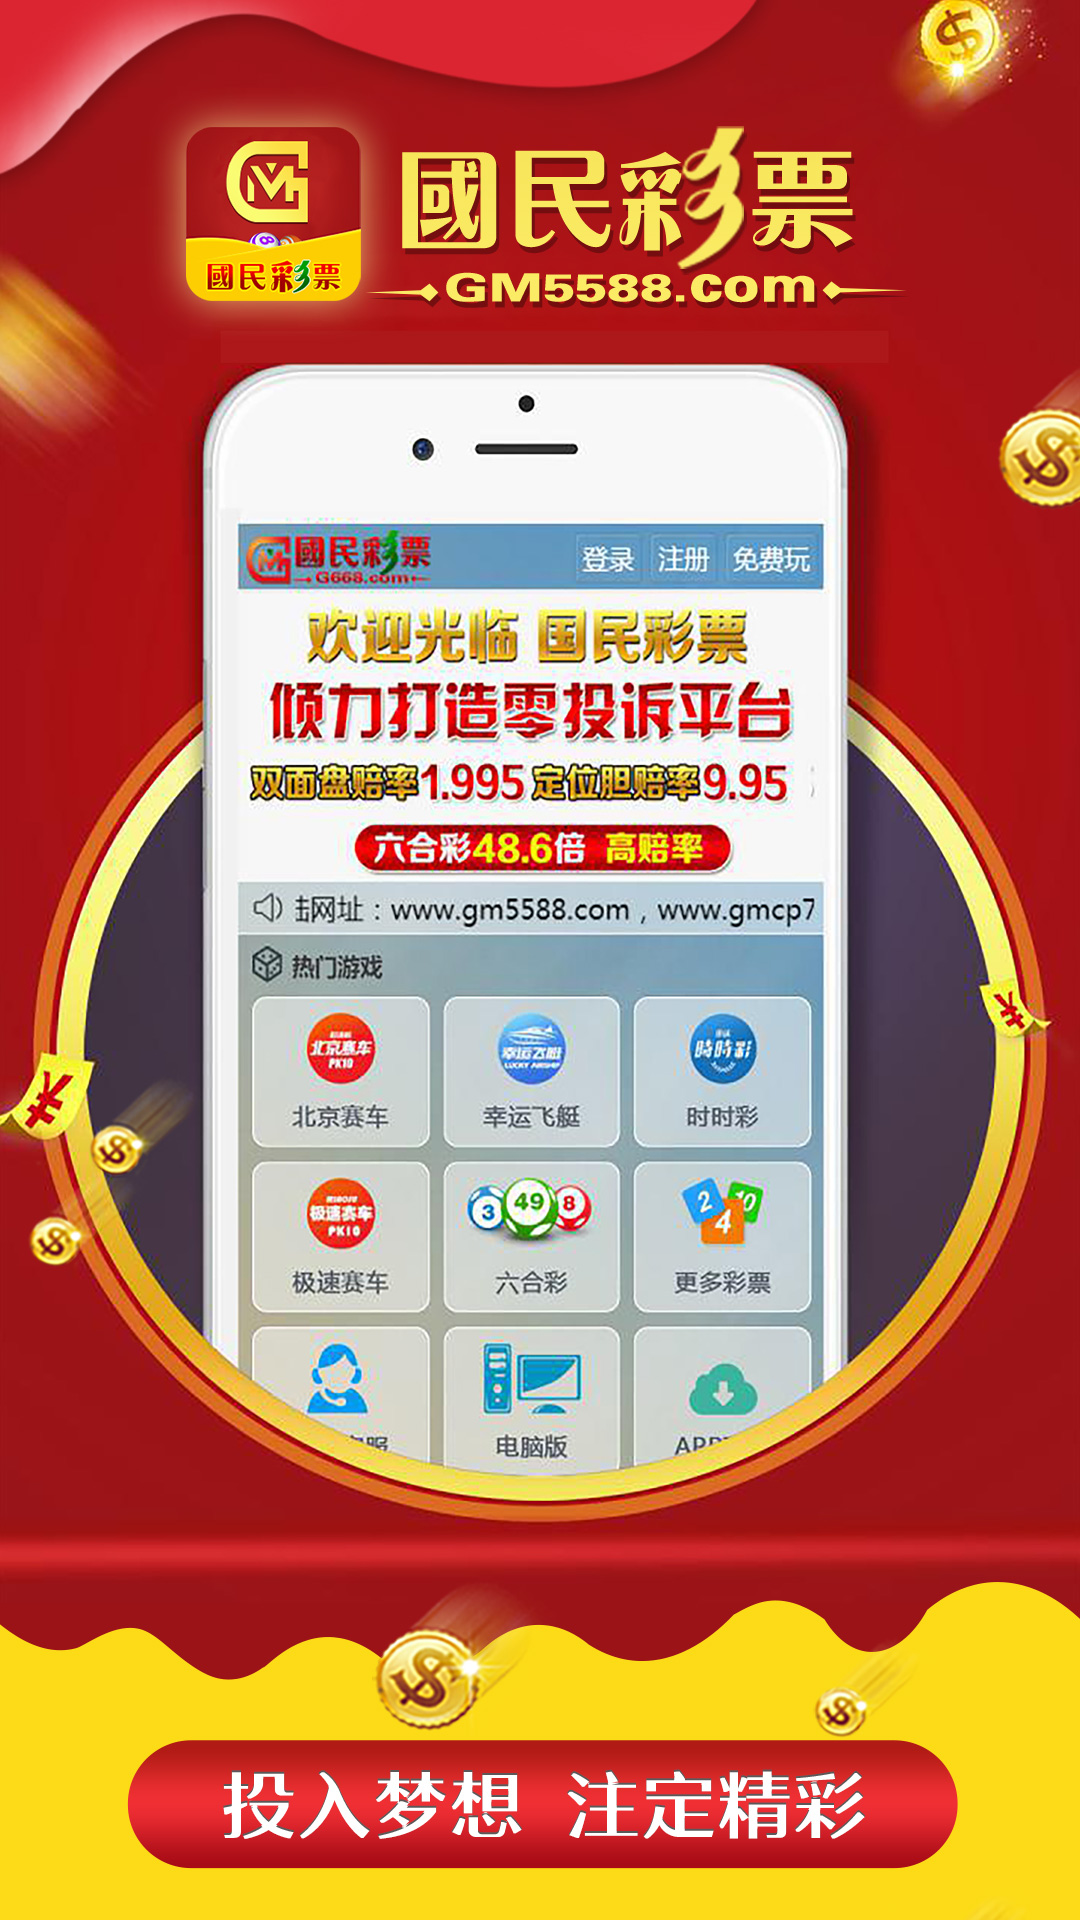 GM
國民彩票
國民彩票
GM5588.com
GM
國民彩票
G668.com
登录 注册 免费玩
欢迎光临 国民彩票
倾力打造零投诉平台
双面盘赔率1.995 定位胆赔率9.95
六合彩48.6倍 高赔率
网址：www.gm5588.com，www.gmcp7
热门游戏
北京赛车
PK10
幸运飞艇
LUCKY AIRSHIP
時時彩
北京赛车
幸运飞艇
时时彩
极速赛车
PK10
3 49 8
2 4 10
极速赛车
六合彩
更多彩票
电脑版
APP
投入梦想 注定精彩